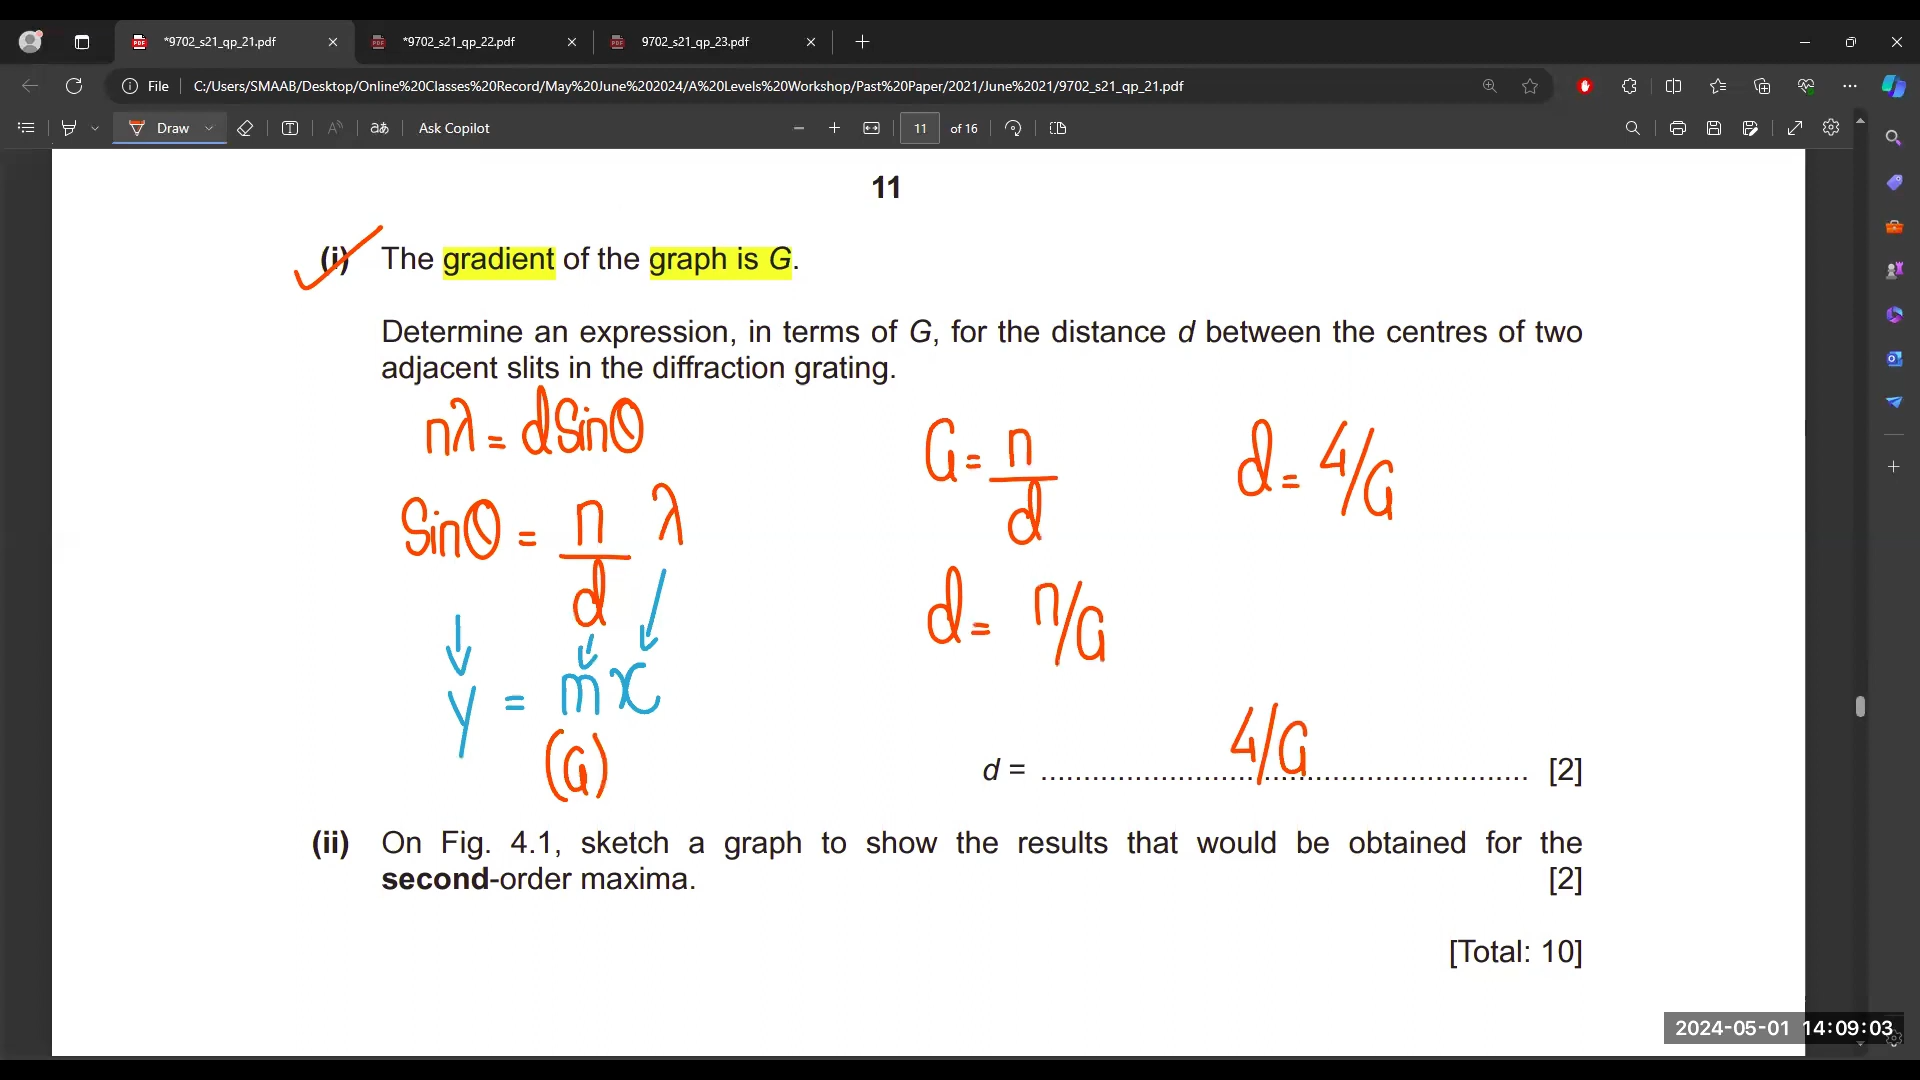 *9702_s21_qp_21.pdf
*9702_s21_qp_22.pdf
9702_s21_qp_23.pdf
File
C:/Users/SMAAB/Desktop/Online%20Classes%20Record/May%20June%202024/A%20Levels%20Workshop/Past%20Paper/2021/June%2021/9702_s21_qp_21.pdf
Draw
aあ
Ask Copilot
11 of 16
11
(i) The gradient of the graph is G.
Determine an expression, in terms of G, for the distance d between the centres of two
adjacent slits in the diffraction grating.
nλ = dSinθ
Sinθ = n/d λ
y = mx
(G)
G = n/d
d = n/G
d = 4/G
d = 4/G [2]
(ii) On Fig. 4.1, sketch a graph to show the results that would be obtained for the
second-order maxima. [2]
[Total: 10]
2024-05-01 14:09:03